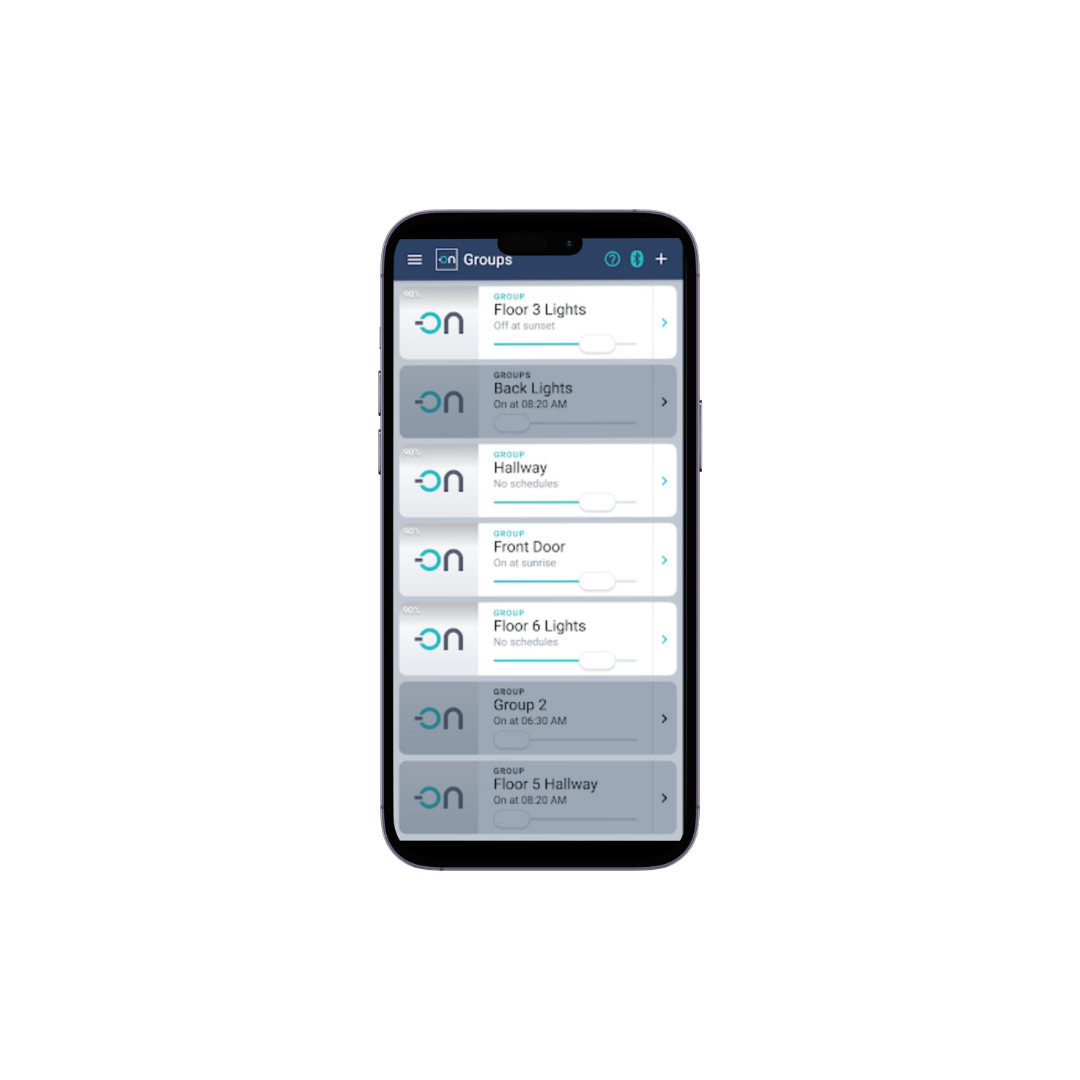 on Groups
90%
on
GROUP
Floor 3 Lights
Off at sunset
on
GROUPS
Back Lights
On at 08:20 AM
90%
on
GROUP
Hallway
No schedules
90%
on
GROUP
Front Door
On at sunrise
90%
on
GROUP
Floor 6 Lights
No schedules
on
GROUP
Group 2
On at 06:30 AM
on
GROUP
Floor 5 Hallway
On at 08:20 AM